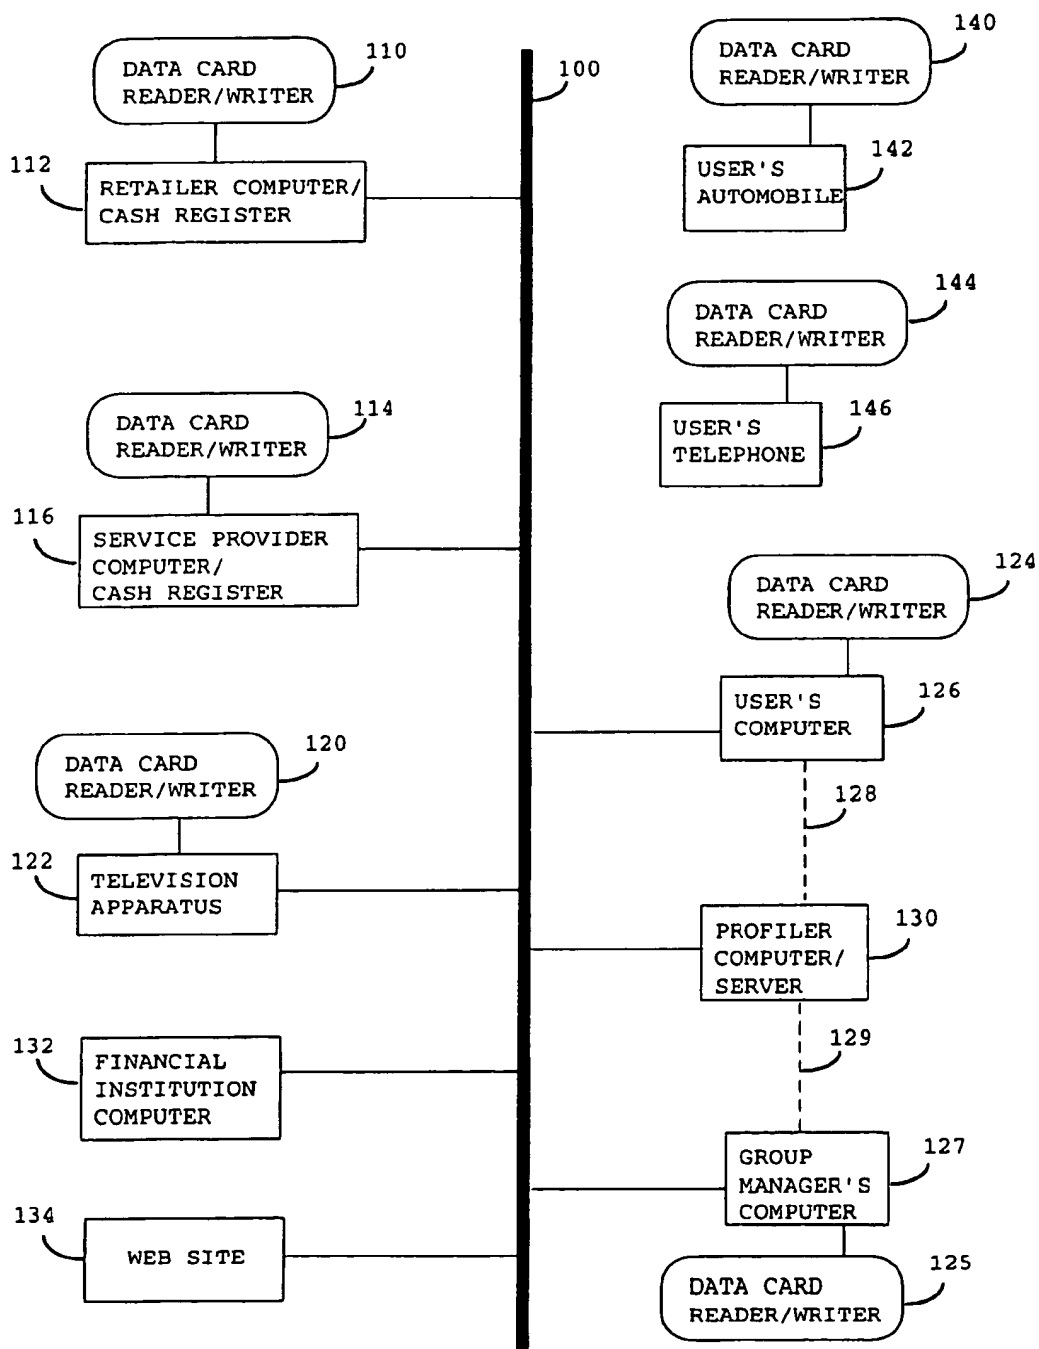 DATA CARD
READER/WRITER
110
112
RETAILER COMPUTER/
CASH REGISTER
100
DATA CARD
READER/WRITER
140
USER'S
AUTOMOBILE
142
DATA CARD
READER/WRITER
144
USER'S
TELEPHONE
146
DATA CARD
READER/WRITER
114
116
SERVICE PROVIDER
COMPUTER/
CASH REGISTER
DATA CARD
READER/WRITER
124
USER'S
COMPUTER
126
DATA CARD
READER/WRITER
120
128
122
TELEVISION
APPARATUS
PROFILER
COMPUTER/
SERVER
130
132
FINANCIAL
INSTITUTION
COMPUTER
129
GROUP
MANAGER'S
COMPUTER
127
134
WEB SITE
DATA CARD
READER/WRITER
125